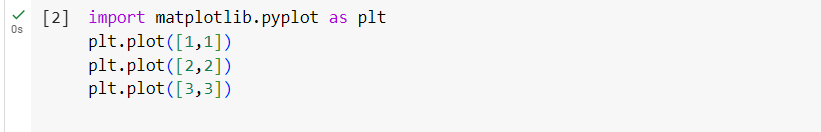 [2] import matplotlib.pyplot as plt
plt.plot([1,1])
plt.plot([2,2])
plt.plot([3,3])
0s